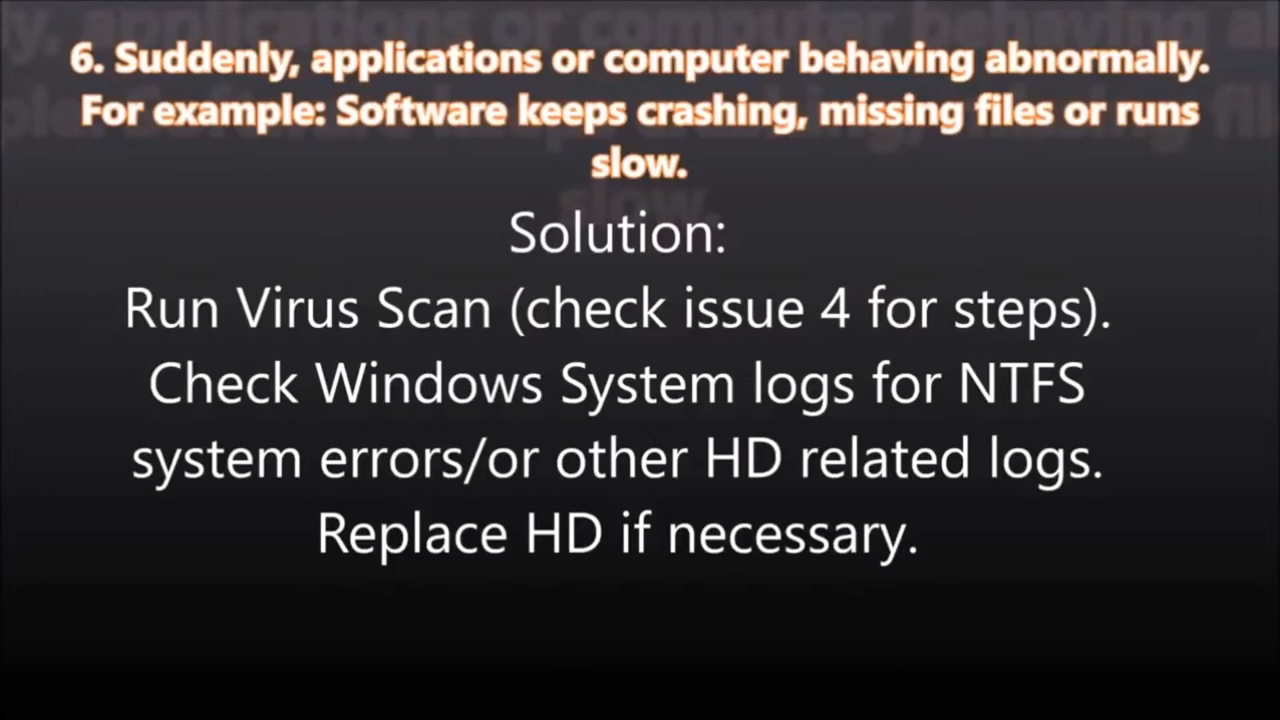 6. Suddenly, applications or computer behaving abnormally.
For example: Software keeps crashing, missing files or runs
slow.
Solution:
Run Virus Scan (check issue 4 for steps).
Check Windows System logs for NTFS
system errors/or other HD related logs.
Replace HD if necessary.